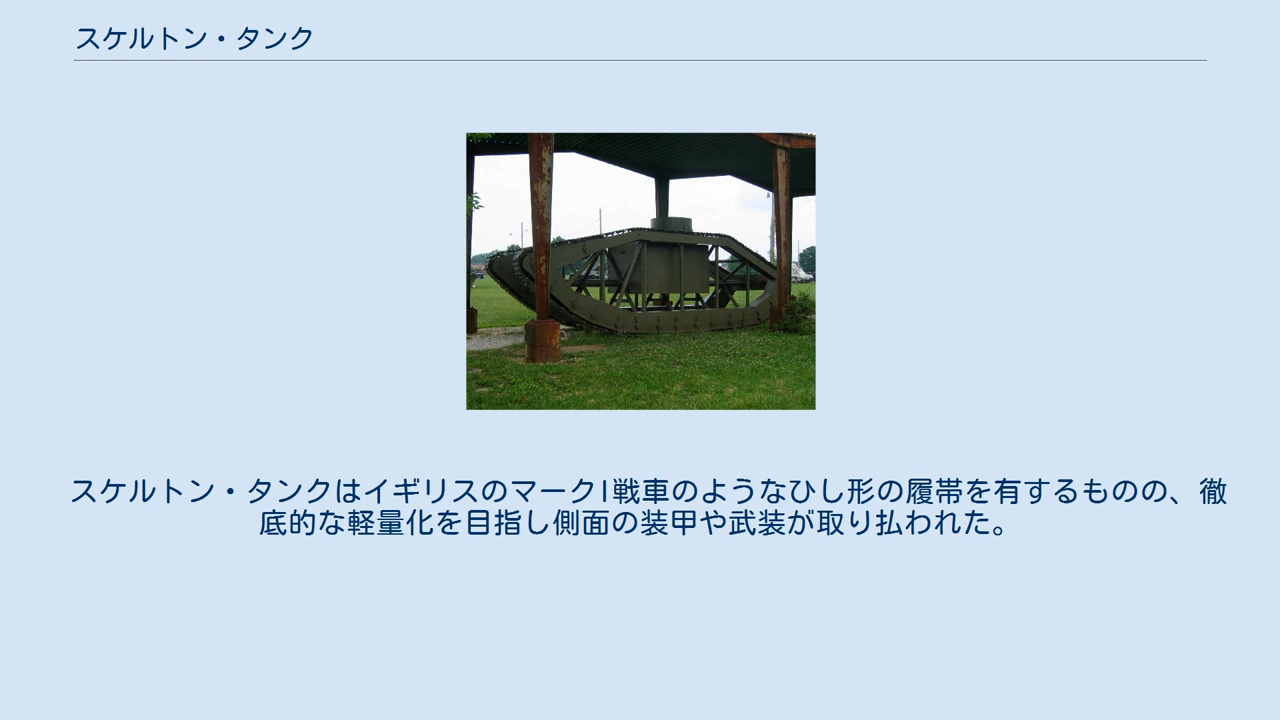 スケルトン・タンク
スケルトン・タンクはイギリスのマークI戦車のようなひし形の履帯を有するものの、徹
底的な軽量化を目指し側面の装甲や武装が取り払われた。